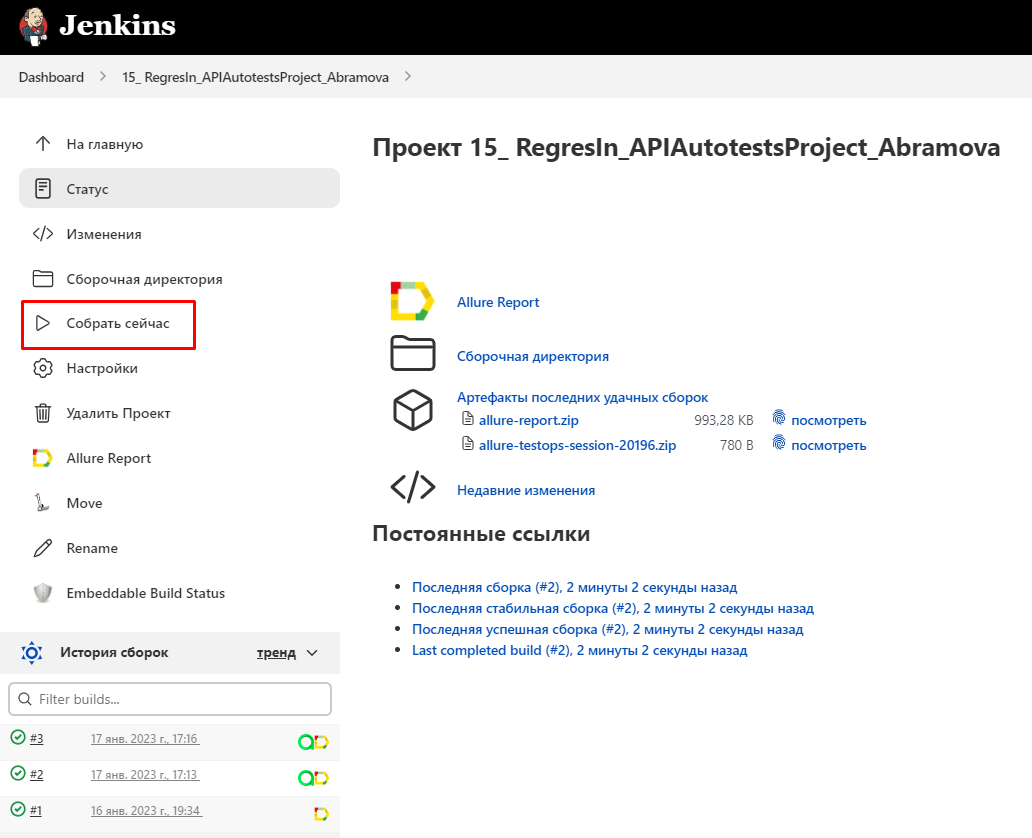 Jenkins
Dashboard
15_ RegresIn_APIAutotestsProject_Abramova
На главную
Статус
Изменения
Сборочная директория
Собрать сейчас
Настройки
Удалить Проект
Allure Report
Move
Rename
Embeddable Build Status
История сборок тренд
Filter builds...
#3 17 янв. 2023 г., 17:16
#2 17 янв. 2023 г., 17:13
#1 16 янв. 2023 г., 19:34
Проект 15_ RegresIn_APIAutotestsProject_Abramova
Allure Report
Сборочная директория
Артефакты последних удачных сборок
allure-report.zip 993,28 KB посмотреть
allure-testops-session-20196.zip 780 B посмотреть
Недавние изменения
Постоянные ссылки
Последняя сборка (#2), 2 минуты 2 секунды назад
Последняя стабильная сборка (#2), 2 минуты 2 секунды назад
Последняя успешная сборка (#2), 2 минуты 2 секунды назад
Last completed build (#2), 2 минуты 2 секунды назад